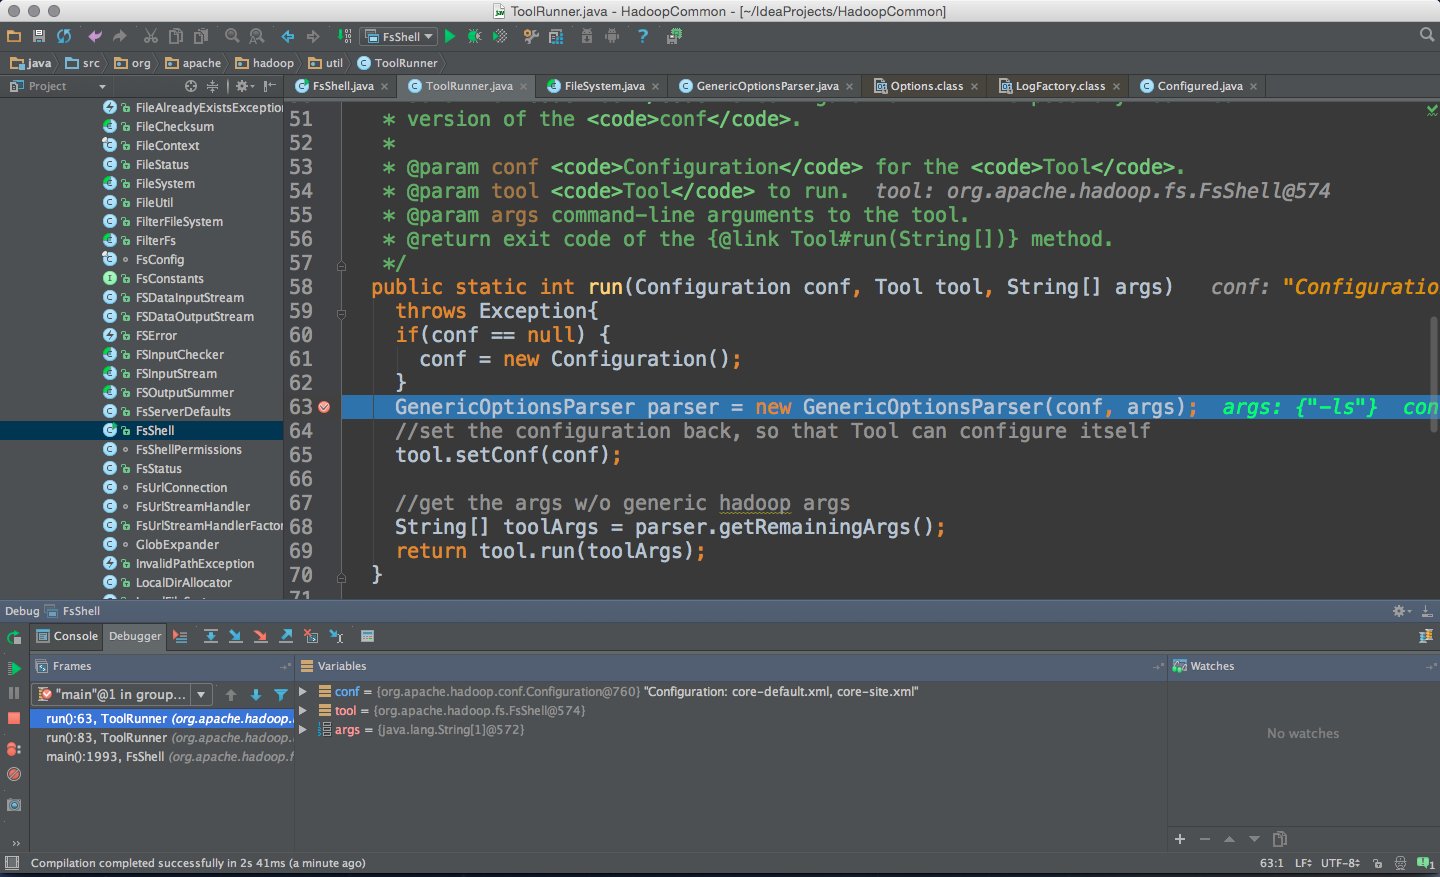 ToolRunner.java - HadoopCommon - [~/IdeaProjects/HadoopCommon]
FsShell
java src org apache hadoop util ToolRunner
Project
FsShell.java ToolRunner.java FileSystem.java GenericOptionsParser.java Options.class LogFactory.class Configured.java
FileAlreadyExistsException
FileChecksum
FileContext
FileStatus
FileSystem
FileUtil
FilterFileSystem
FilterFs
FsConfig
FsConstants
FSDataInputStream
FSDataOutputStream
FSError
FSInputChecker
FSInputStream
FSOutputSummer
FsServerDefaults
FsShell
FsShellPermissions
FsStatus
FsUrlConnection
FsUrlStreamHandler
FsUrlStreamHandlerFactor
GlobExpander
InvalidPathException
LocalDirAllocator
51 * version of the <code>conf</code>.
52 *
53 * @param conf <code>Configuration</code> for the <code>Tool</code>.
54 * @param tool <code>Tool</code> to run. tool: org.apache.hadoop.fs.FsShell@574
55 * @param args command-line arguments to the tool.
56 * @return exit code of the {@link Tool#run(String[])} method.
57 */
58 public static int run(Configuration conf, Tool tool, String[] args) conf: "Configuratio
59 throws Exception{
60 if(conf == null) {
61 conf = new Configuration();
62 }
63 GenericOptionsParser parser = new GenericOptionsParser(conf, args); args: {"-ls"} con
64 //set the configuration back, so that Tool can configure itself
65 tool.setConf(conf);
66
67 //get the args w/o generic hadoop args
68 String[] toolArgs = parser.getRemainingArgs();
69 return tool.run(toolArgs);
70 }
71
Debug FsShell
Console Debugger
Frames
"main"@1 in group...
run():63, ToolRunner (org.apache.hadoop.
run():83, ToolRunner (org.apache.hadoop.
main():1993, FsShell (org.apache.hadoop.f
Variables
conf = {org.apache.hadoop.conf.Configuration@760} "Configuration: core-default.xml, core-site.xml"
tool = {org.apache.hadoop.fs.FsShell@574}
args = {java.lang.String[1]@572}
Watches
No watches
Compilation completed successfully in 2s 41ms (a minute ago)
63:1 LF UTF-8 1